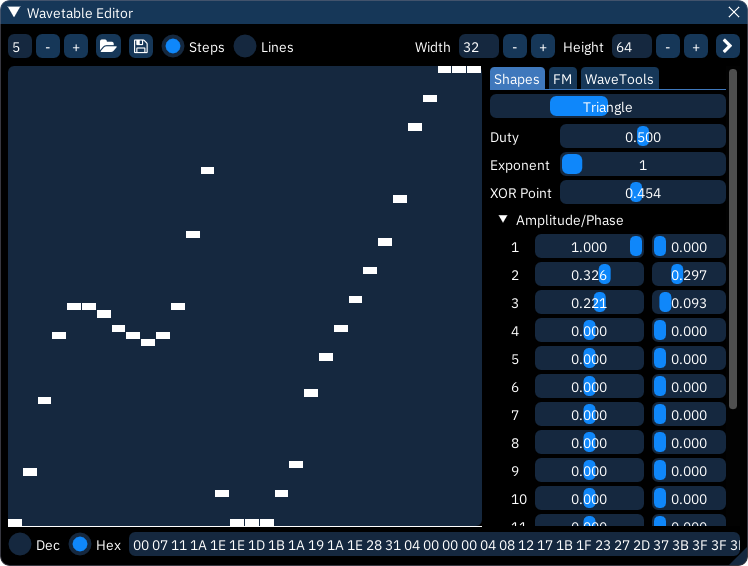 Wavetable Editor
5 - + Steps Lines Width 32 - + Height 64 - +
Shapes FM WaveTools
Triangle
Duty 0.500
Exponent 1
XOR Point 0.454
Amplitude/Phase
1 1.000 0.000
2 0.326 0.297
3 0.221 0.093
4 0.000 0.000
5 0.000 0.000
6 0.000 0.000
7 0.000 0.000
8 0.000 0.000
9 0.000 0.000
10 0.000 0.000
11 0.000 0.000
Dec Hex 00 07 11 1A 1E 1E 1D 1B 1A 19 1A 1E 28 31 04 00 00 00 04 08 12 17 1B 1F 23 27 2D 37 3B 3F 3F 3